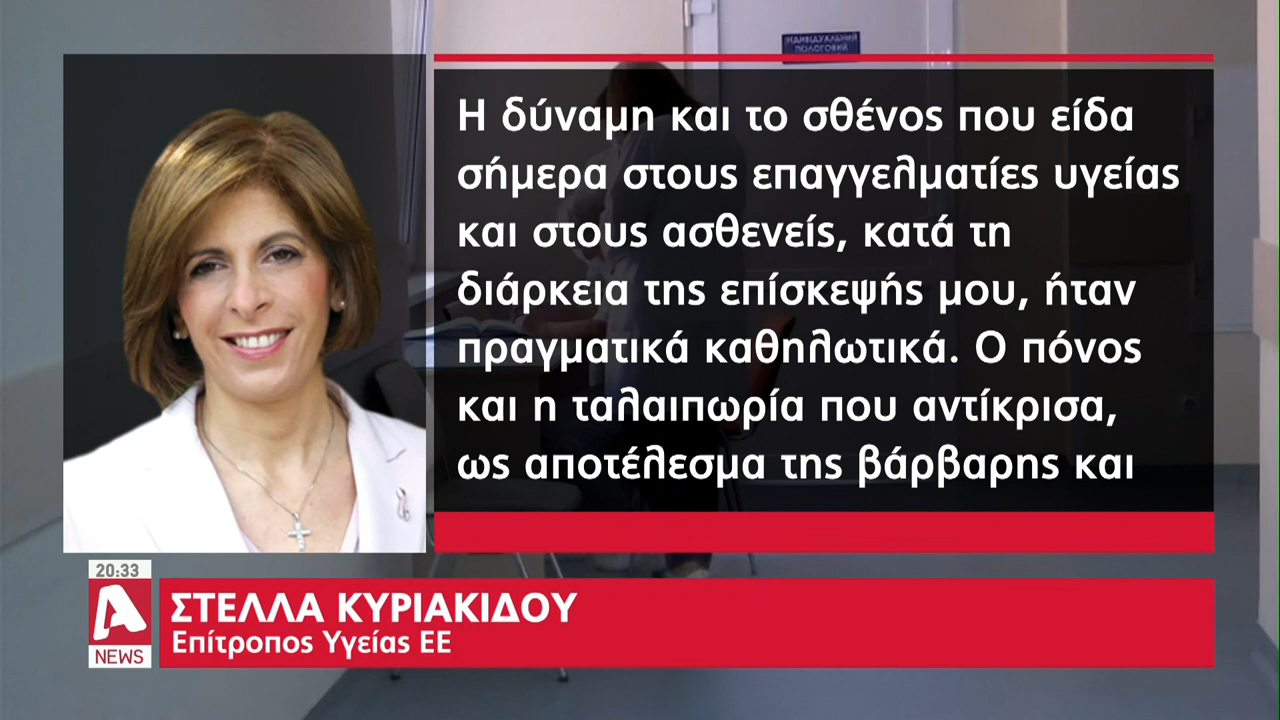 ІНДИВІДУАЛЬНИЙ
ПОЛОГОВИЙ
Η δύναμη και το σθένος που είδα
σήμερα στους επαγγελματίες υγείας
και στους ασθενείς, κατά τη
διάρκεια της επίσκεψής μου, ήταν
πραγματικά καθηλωτικά. Ο πόνος
και η ταλαιπωρία που αντίκρισα,
ως αποτέλεσμα της βάρβαρης και
20:33
A
NEWS
ΣΤΕΛΛΑ ΚΥΡΙΑΚΙΔΟΥ
Επίτροπος Υγείας ΕΕ